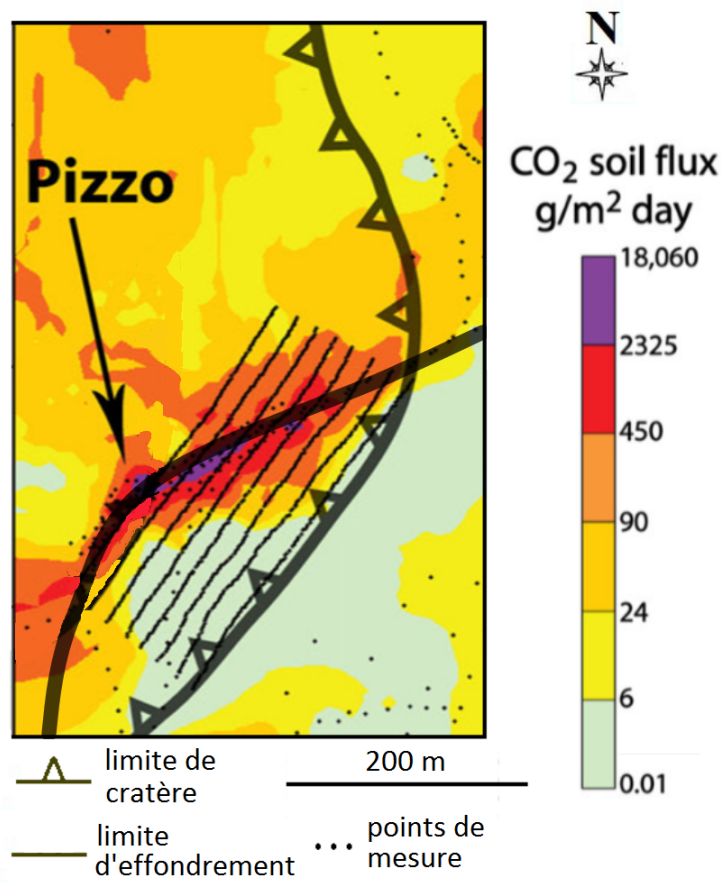 N
Pizzo
CO₂ soil flux
g/m² day
18,060
2325
450
90
24
6
0.01
limite de
cratère
200 m
limite
d'effondrement
points de
mesure